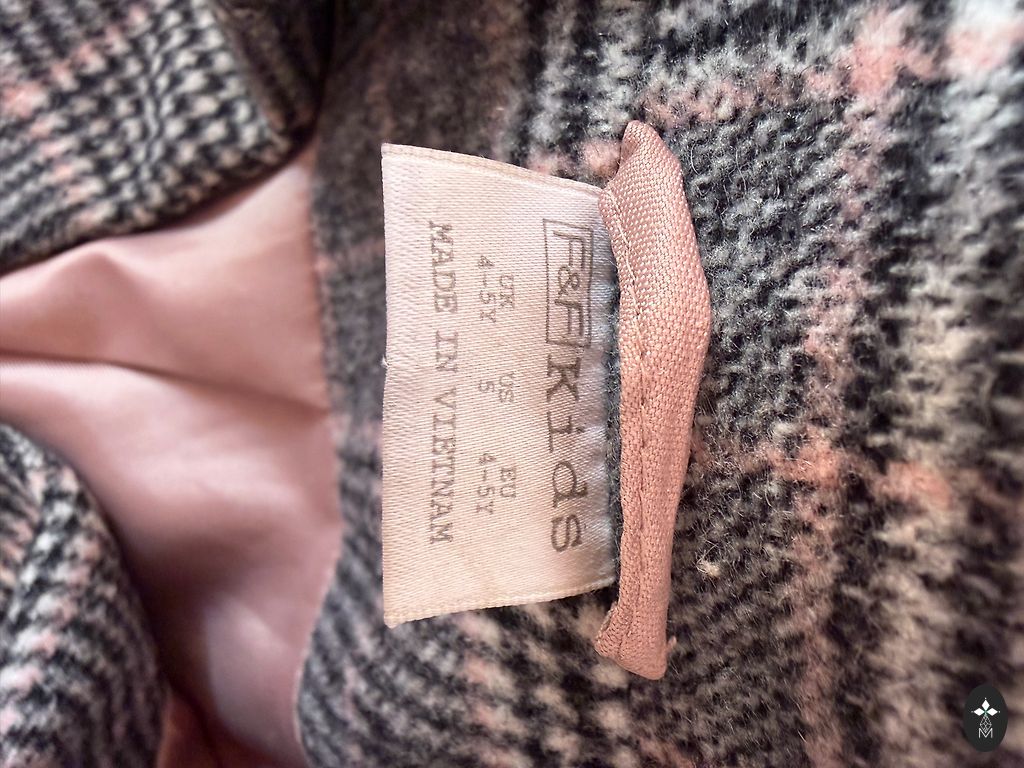 F&F Kids
UK US EU
4-5Y 5 4-5Y
MADE IN VIETNAM
M